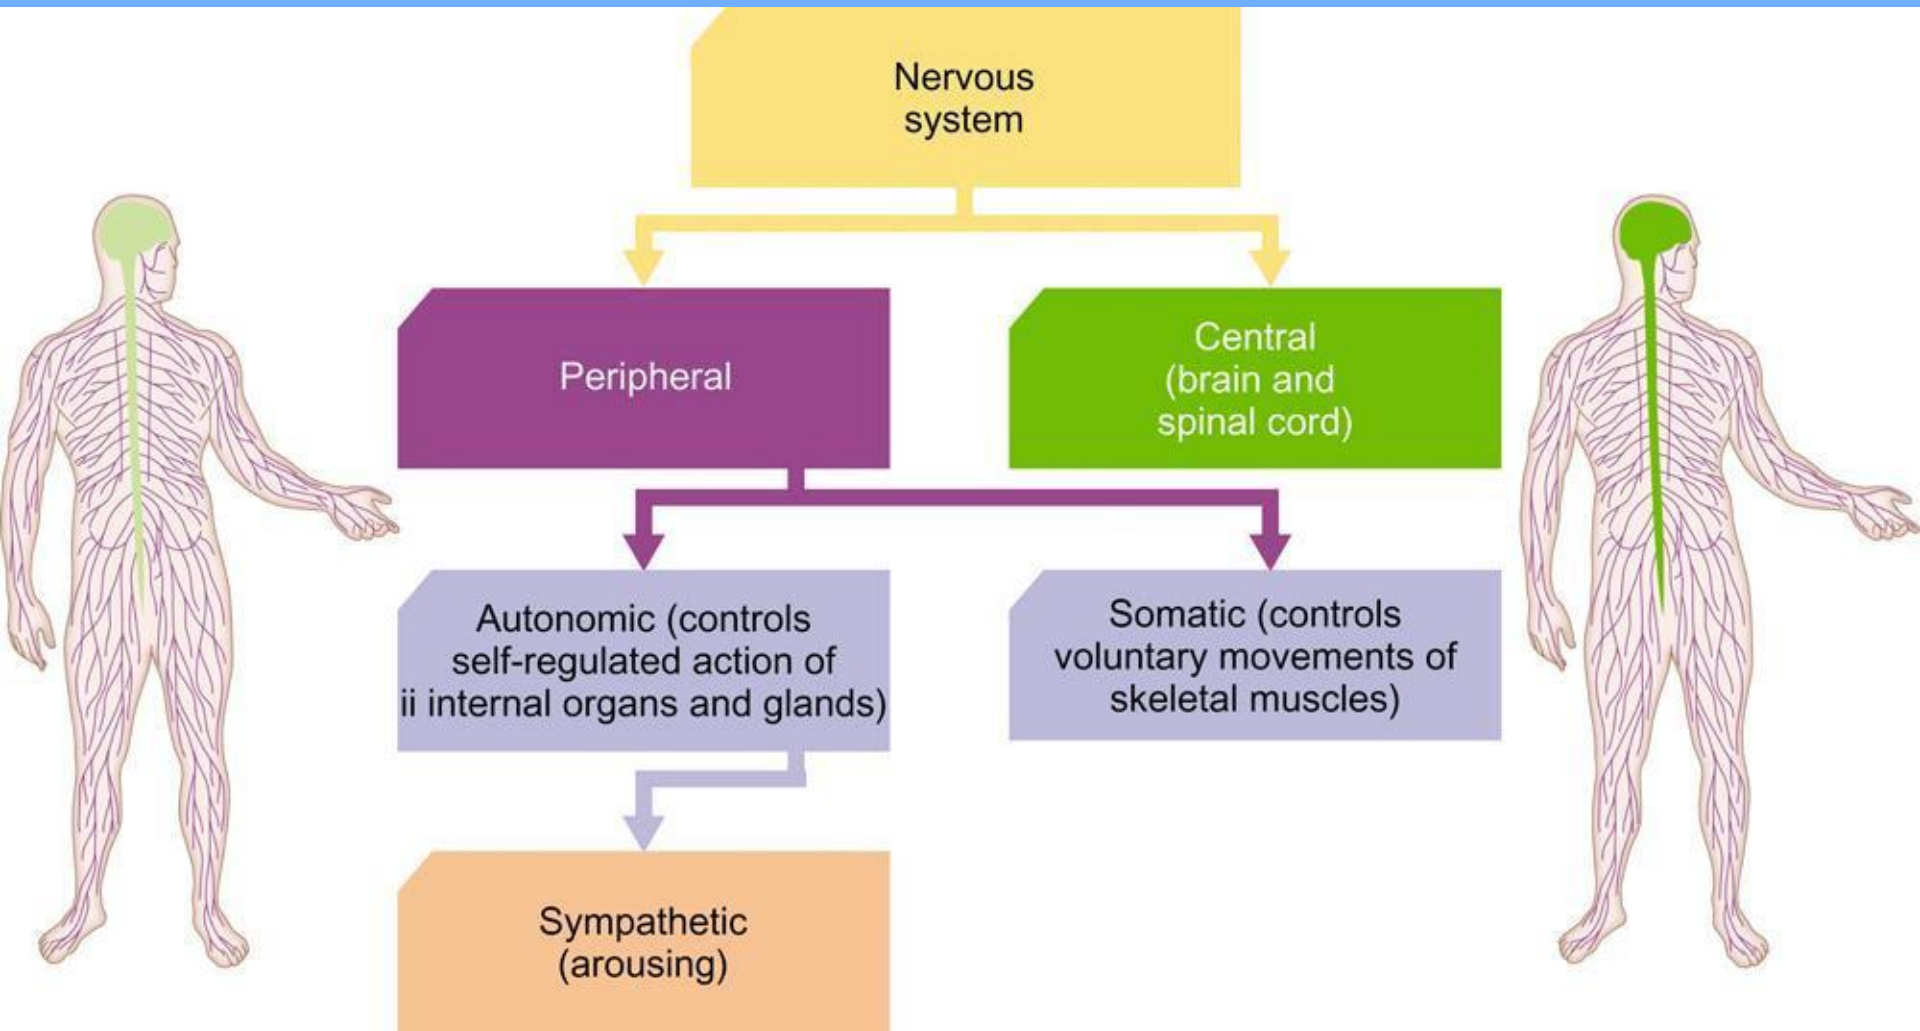 Nervous
system
Peripheral
Central
(brain and
spinal cord)
Autonomic (controls
self-regulated action of
ii internal organs and glands)
Somatic (controls
voluntary movements of
skeletal muscles)
Sympathetic
(arousing)